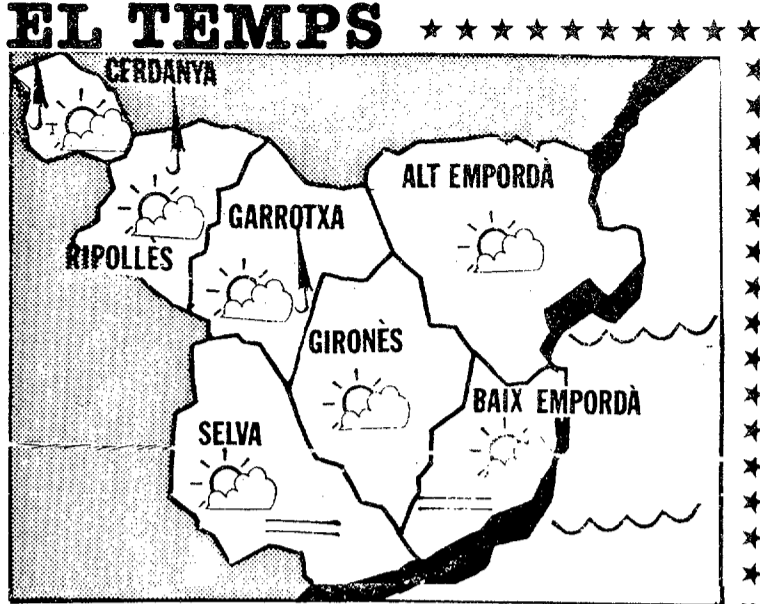 EL TEMPS
CERDANYA
ALT EMPORDÀ
GARROTXA
RIPOLLÈS
GIRONÈS
BAIX EMPORDÀ
SELVA